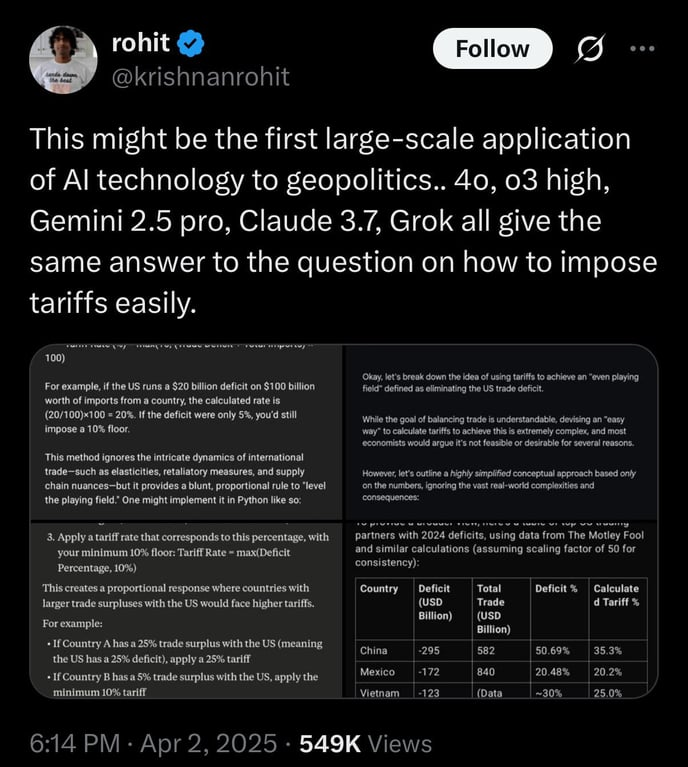 rohit
@krishnanrohit
Follow
This might be the first large-scale application
of AI technology to geopolitics.. 4o, o3 high,
Gemini 2.5 pro, Claude 3.7, Grok all give the
same answer to the question on how to impose
tariffs easily.
100)
For example, if the US runs a $20 billion deficit on $100 billion
worth of imports from a country, the calculated rate is
(20/100)×100 = 20%. If the deficit were only 5%, you'd still
impose a 10% floor.
This method ignores the intricate dynamics of international
trade—such as elasticities, retaliatory measures, and supply
chain nuances—but it provides a blunt, proportional rule to "level
the playing field." One might implement it in Python like so:
Okay, let's break down the idea of using tariffs to achieve an "even playing
field" defined as eliminating the US trade deficit.
While the goal of balancing trade is understandable, devising an "easy
way" to calculate tariffs to achieve this is extremely complex, and most
economists would argue it's not feasible or desirable for several reasons.
However, let's outline a highly simplified conceptual approach based only
on the numbers, ignoring the vast real-world complexities and
consequences:
3. Apply a tariff rate that corresponds to this percentage, with
your minimum 10% floor: Tariff Rate = max(Deficit
Percentage, 10%)
This creates a proportional response where countries with
larger trade surpluses with the US would face higher tariffs.
For example:
• If Country A has a 25% trade surplus with the US (meaning
the US has a 25% deficit), apply a 25% tariff
• If Country B has a 5% trade surplus with the US, apply the
minimum 10% tariff
partners with 2024 deficits, using data from The Motley Fool
and similar calculations (assuming scaling factor of 50 for
consistency):
Country Deficit (USD Billion) Total Trade (USD Billion) Deficit % Calculated Tariff %
China -295 582 50.69% 35.3%
Mexico -172 840 20.48% 20.2%
Vietnam -123 (Data ~30% 25.0%
6:14 PM · Apr 2, 2025 · 549K Views